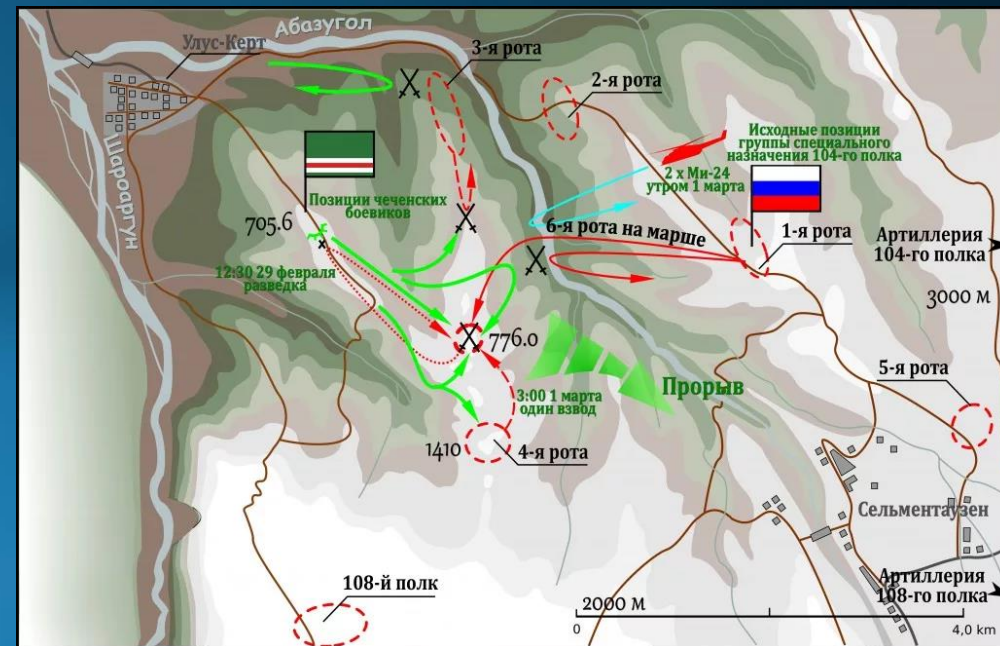 Абазугол
Улус-Керт
3-я рота
2-я рота
Шароаргун
Исходные позиции
группы специального
назначения 104-го полка
2 х Ми-24
утром 1 марта
Позиции чеченских
боевиков
705.6
6-я рота на марше
1-я рота
Артиллерия
104-го полка
12:30 29 февраля
разведка
3000 м
776.0
5-я рота
Прорыв
3:00 1 марта
один взвод
1410
4-я рота
Сельментаузен
108-й полк
Артиллерия
108-го полка
2000 м
0
4,0 km